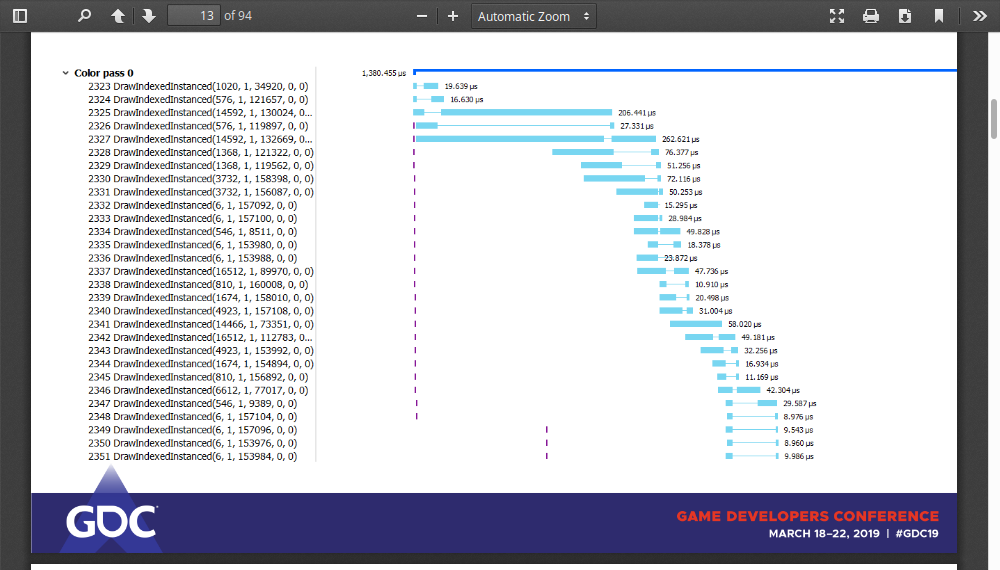 13 of 94
Automatic Zoom
Color pass 0 1,380.455 µs
2323 DrawIndexedInstanced(1020, 1, 34920, 0, 0) 19.639 µs
2324 DrawIndexedInstanced(576, 1, 121657, 0, 0) 16.630 µs
2325 DrawIndexedInstanced(14592, 1, 130024, 0... 206.441 µs
2326 DrawIndexedInstanced(576, 1, 119897, 0, 0) 27.331 µs
2327 DrawIndexedInstanced(14592, 1, 132669, 0... 262.621 µs
2328 DrawIndexedInstanced(1368, 1, 121322, 0, 0) 76.377 µs
2329 DrawIndexedInstanced(1368, 1, 119562, 0, 0) 51.256 µs
2330 DrawIndexedInstanced(3732, 1, 158398, 0, 0) 72.116 µs
2331 DrawIndexedInstanced(3732, 1, 156087, 0, 0) 50.253 µs
2332 DrawIndexedInstanced(6, 1, 157092, 0, 0) 15.295 µs
2333 DrawIndexedInstanced(6, 1, 157100, 0, 0) 28.984 µs
2334 DrawIndexedInstanced(546, 1, 8511, 0, 0) 49.828 µs
2335 DrawIndexedInstanced(6, 1, 153980, 0, 0) 18.378 µs
2336 DrawIndexedInstanced(6, 1, 153988, 0, 0) 23.872 µs
2337 DrawIndexedInstanced(16512, 1, 89970, 0, 0) 47.736 µs
2338 DrawIndexedInstanced(810, 1, 160008, 0, 0) 10.910 µs
2339 DrawIndexedInstanced(1674, 1, 158010, 0, 0) 20.498 µs
2340 DrawIndexedInstanced(4923, 1, 157108, 0, 0) 31.004 µs
2341 DrawIndexedInstanced(14466, 1, 73351, 0, 0) 58.020 µs
2342 DrawIndexedInstanced(16512, 1, 112783, 0... 49.181 µs
2343 DrawIndexedInstanced(4923, 1, 153992, 0, 0) 32.256 µs
2344 DrawIndexedInstanced(1674, 1, 154894, 0, 0) 16.934 µs
2345 DrawIndexedInstanced(810, 1, 156892, 0, 0) 11.169 µs
2346 DrawIndexedInstanced(6612, 1, 77017, 0, 0) 42.304 µs
2347 DrawIndexedInstanced(546, 1, 9389, 0, 0) 29.587 µs
2348 DrawIndexedInstanced(6, 1, 157104, 0, 0) 8.976 µs
2349 DrawIndexedInstanced(6, 1, 157096, 0, 0) 9.543 µs
2350 DrawIndexedInstanced(6, 1, 153976, 0, 0) 8.960 µs
2351 DrawIndexedInstanced(6, 1, 153984, 0, 0) 9.986 µs
GDC
GAME DEVELOPERS CONFERENCE
MARCH 18–22, 2019 | #GDC19